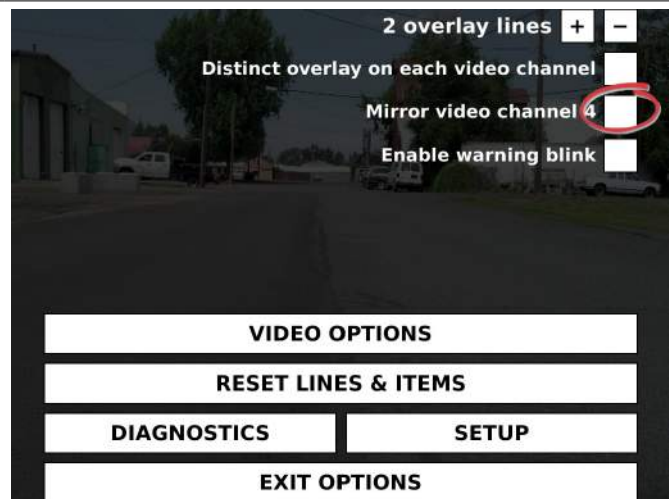 2 overlay lines + −
Distinct overlay on each video channel
Mirror video channel 4
Enable warning blink
VIDEO OPTIONS
RESET LINES & ITEMS
DIAGNOSTICS
SETUP
EXIT OPTIONS